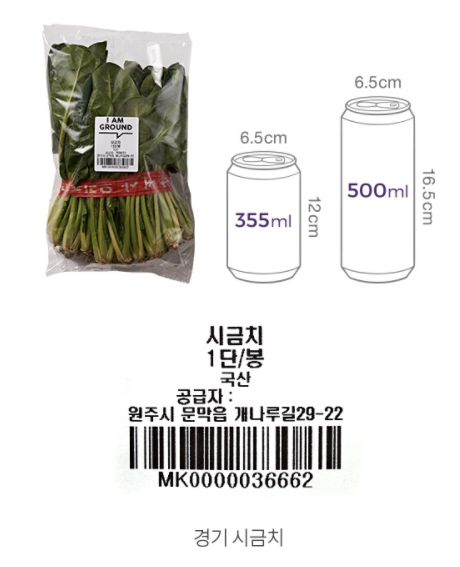 I AM
GROUND
6.5cm
355ml
12cm
6.5cm
500ml
16.5cm
시금치
1단/봉
국산
공급자 :
원주시 문막읍 개나루길29-22
MK0000036662
경기 시금치